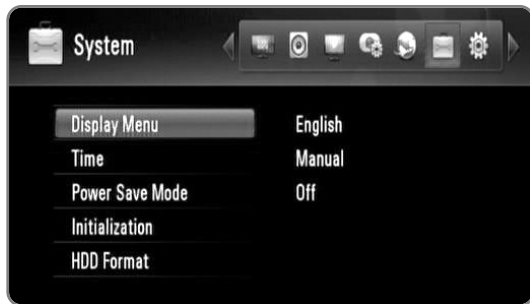 System
Display Menu English
Time Manual
Power Save Mode Off
Initialization
HDD Format